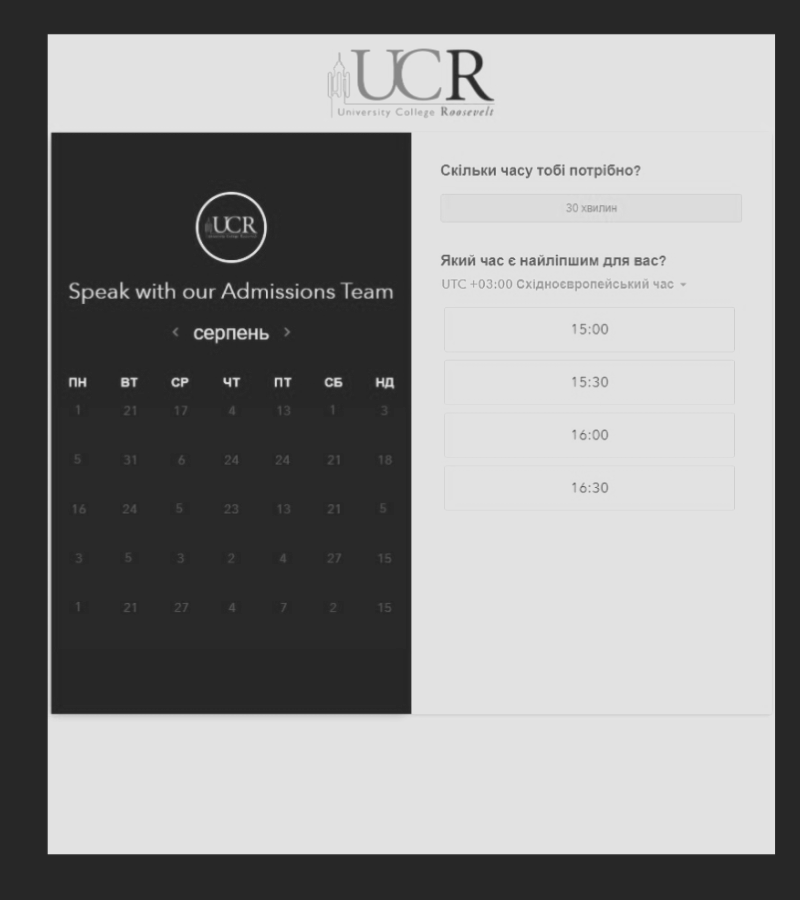 UCR
University College Roosevelt
UCR
Speak with our Admissions Team
< серпень >
ПН ВТ СР ЧТ ПТ СБ НД
1 21 17 4 13 1 3
5 31 6 24 24 21 18
16 24 5 23 13 21 5
3 5 3 2 4 27 15
1 21 27 4 7 2 15
Скільки часу тобі потрібно?
30 хвилин
Який час є найліпшим для вас?
UTC +03:00 Східноєвропейський час
15:00
15:30
16:00
16:30